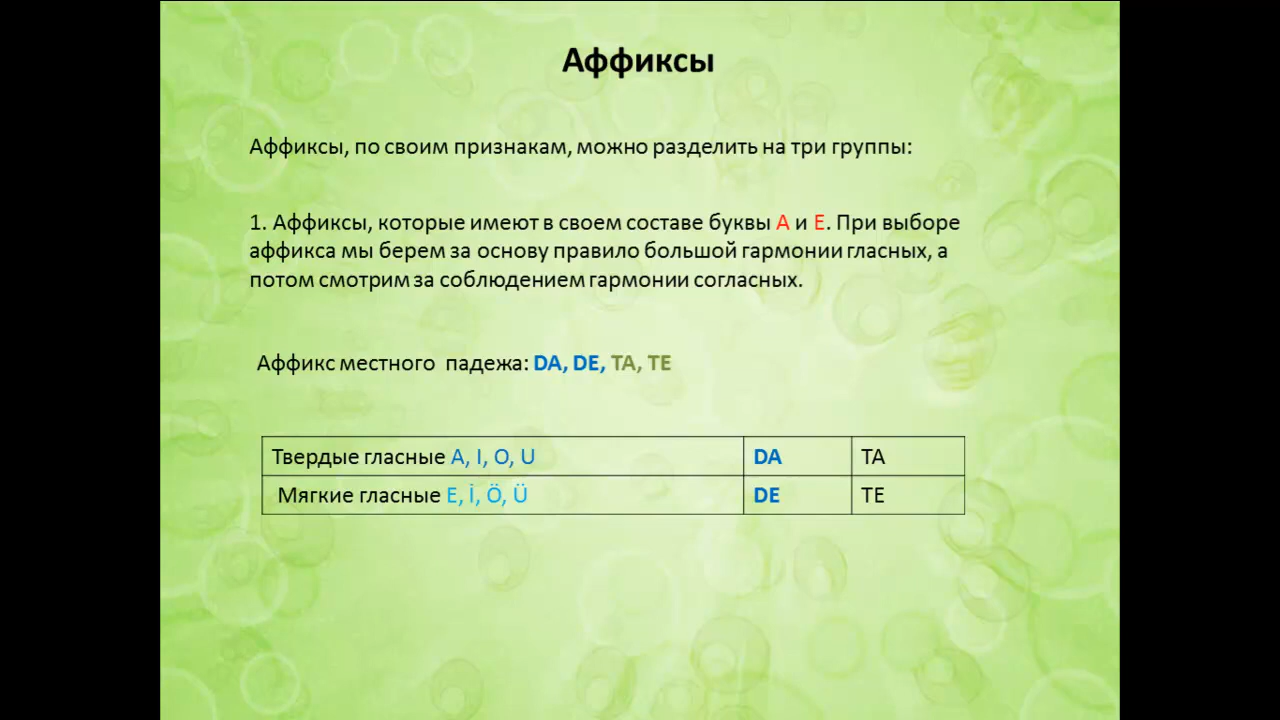 Аффиксы
Аффиксы, по своим признакам, можно разделить на три группы:
1. Аффиксы, которые имеют в своем составе буквы А и Е. При выборе
аффикса мы берем за основу правило большой гармонии гласных, а
потом смотрим за соблюдением гармонии согласных.
Аффикс местного падежа: DA, DE, TA, TE
Твердые гласные A, I, O, U DA TA
Мягкие гласные E, İ, Ö, Ü DE TE